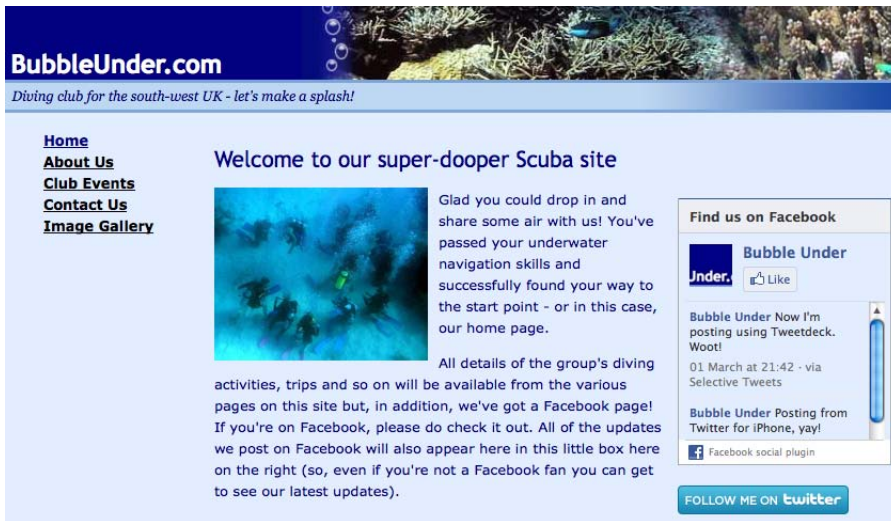 BubbleUnder.com
Diving club for the south-west UK - let's make a splash!
Home
About Us
Club Events
Contact Us
Image Gallery
Welcome to our super-dooper Scuba site
Glad you could drop in and
share some air with us! You've
passed your underwater
navigation skills and
successfully found your way to
the start point - or in this case,
our home page.
All details of the group's diving
activities, trips and so on will be available from the various
pages on this site but, in addition, we've got a Facebook page!
If you're on Facebook, please do check it out. All of the updates
we post on Facebook will also appear here in this little box here
on the right (so, even if you're not a Facebook fan you can get
to see our latest updates).
Find us on Facebook
Under.
Bubble Under
Like
Bubble Under Now I'm
posting using Tweetdeck.
Woot!
01 March at 21:42 · via
Selective Tweets
Bubble Under Posting from
Twitter for iPhone, yay!
f Facebook social plugin
FOLLOW ME ON twitter